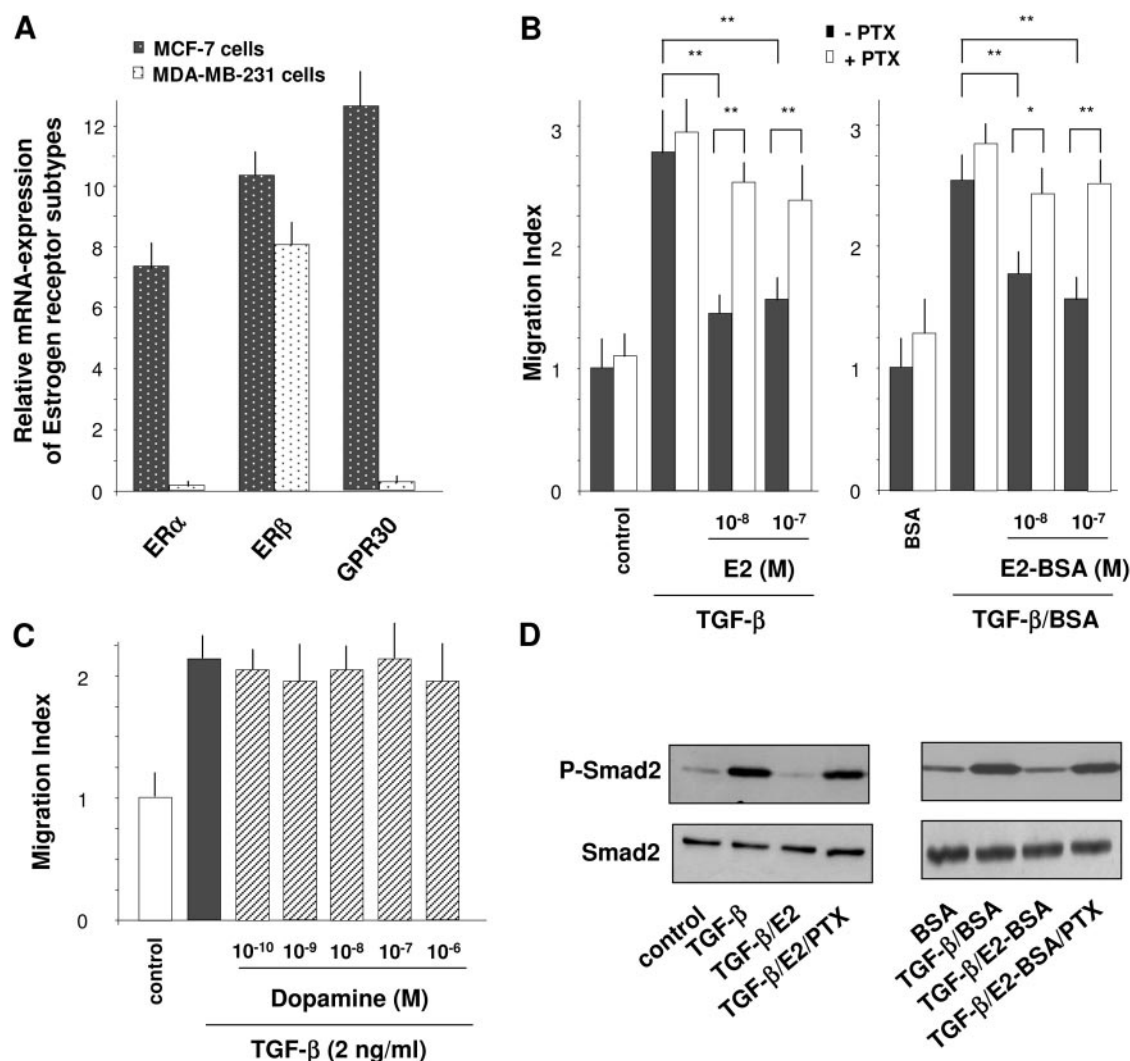 A
MCF-7 cells
MDA-MB-231 cells
Relative mRNA-expression
of Estrogen receptor subtypes
12
10
8
6
4
2
0
ERα
ERβ
GPR30
B
- PTX
+ PTX
**
**
**
**
Migration Index
3
2
1
0
control
10-8
10-7
E2 (M)
TGF-β
**
**
*
**
3
2
1
0
BSA
10-8
10-7
E2-BSA (M)
TGF-β/BSA
C
Migration Index
2
1
0
control
10-10
10-9
10-8
10-7
10-6
Dopamine (M)
TGF-β (2 ng/ml)
D
P-Smad2
Smad2
control
TGF-β
TGF-β/E2
TGF-β/E2/PTX
BSA
TGF-β/BSA
TGF-β/E2-BSA
TGF-β/E2-BSA/PTX